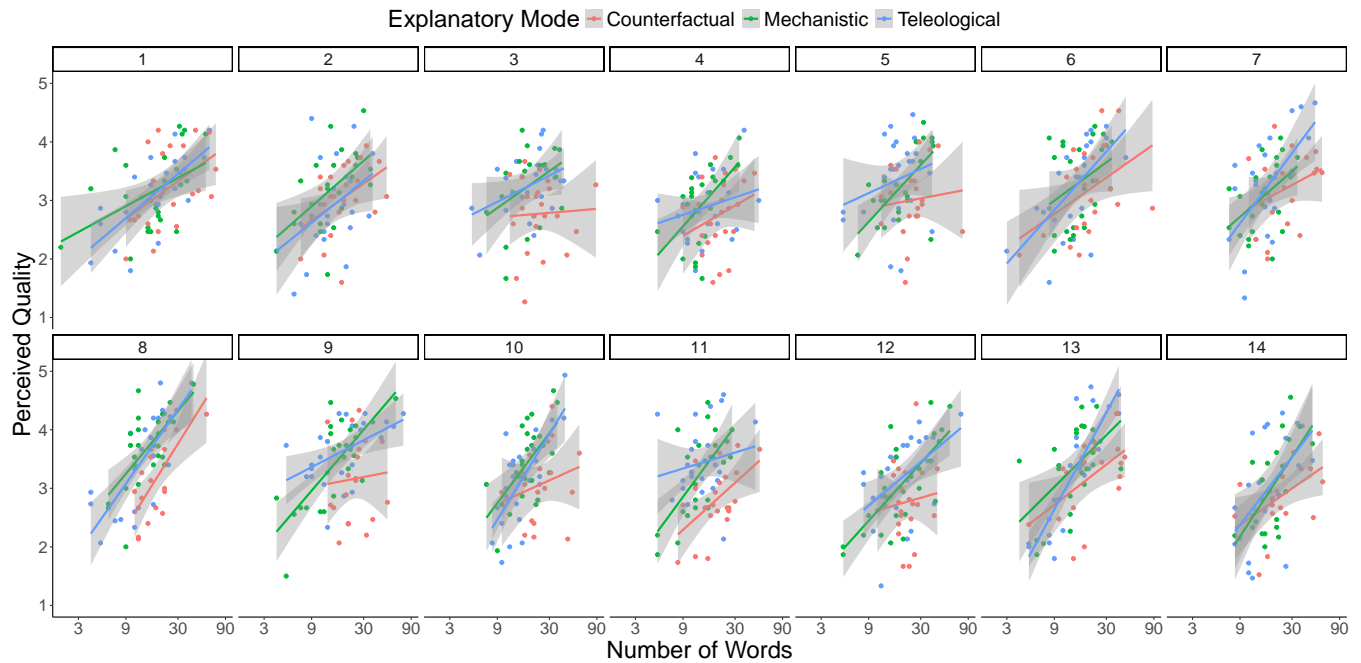 Explanatory Mode Counterfactual Mechanistic Teleological
1 2 3 4 5 6 7
5
4
3
2
1
8 9 10 11 12 13 14
5
4
3
2
1
3 9 30 90 3 9 30 90 3 9 30 90 3 9 30 90 3 9 30 90 3 9 30 90 3 9 30 90
Number of Words
Perceived Quality